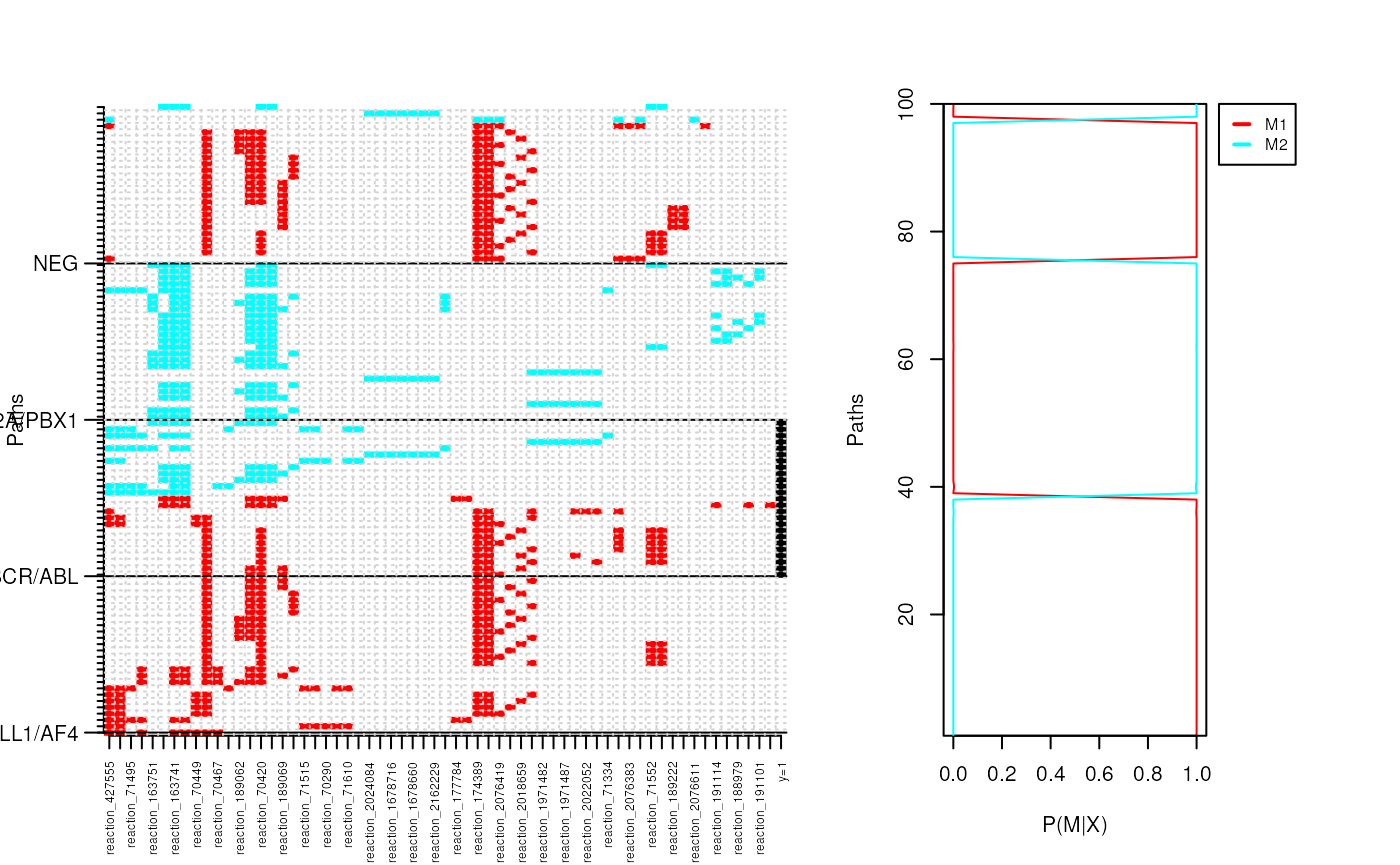 NEG
2A/PBX1
Paths
BCR/ABL
LL1/AF4
reaction_427555
reaction_71495
reaction_163751
reaction_163741
reaction_70449
reaction_70467
reaction_189062
reaction_70420
reaction_189069
reaction_71515
reaction_70290
reaction_71610
reaction_2024084
reaction_1678716
reaction_1678660
reaction_2162229
reaction_177784
reaction_174389
reaction_2076419
reaction_2018659
reaction_1971482
reaction_1971487
reaction_2022052
reaction_71334
reaction_2076383
reaction_71552
reaction_189222
reaction_2076611
reaction_191114
reaction_188979
reaction_191101
y=1
Paths
100
80
60
40
20
0.0 0.2 0.4 0.6 0.8 1.0
P(M|X)
M1
M2